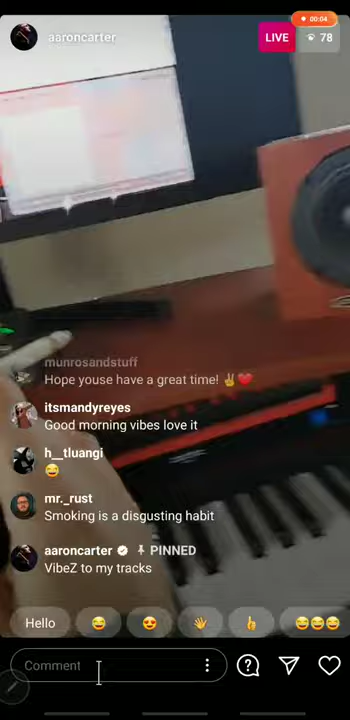 00:04
aaroncarter
LIVE
78
munrosandstuff
Hope youse have a great time! ✌️❤️
itsmandyreyes
Good morning vibes love it
h__tluangi
😂
mr._rust
Smoking is a disgusting habit
aaroncarter PINNED
VibeZ to my tracks
Hello 😂 😍 👋 👍 😂😂😂
Comment